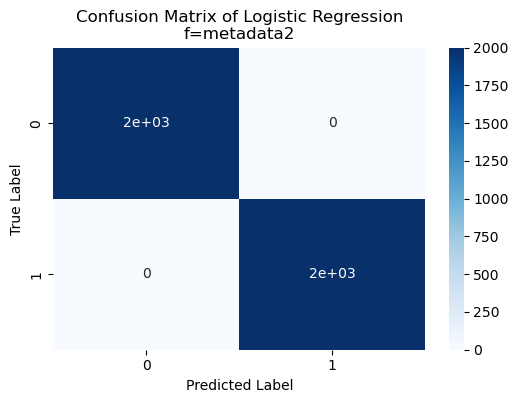 Confusion Matrix of Logistic Regression
f=metadata2
0
2e+03
0
1
0
2e+03
True Label
0
1
Predicted Label
2000
1750
1500
1250
1000
750
500
250
0